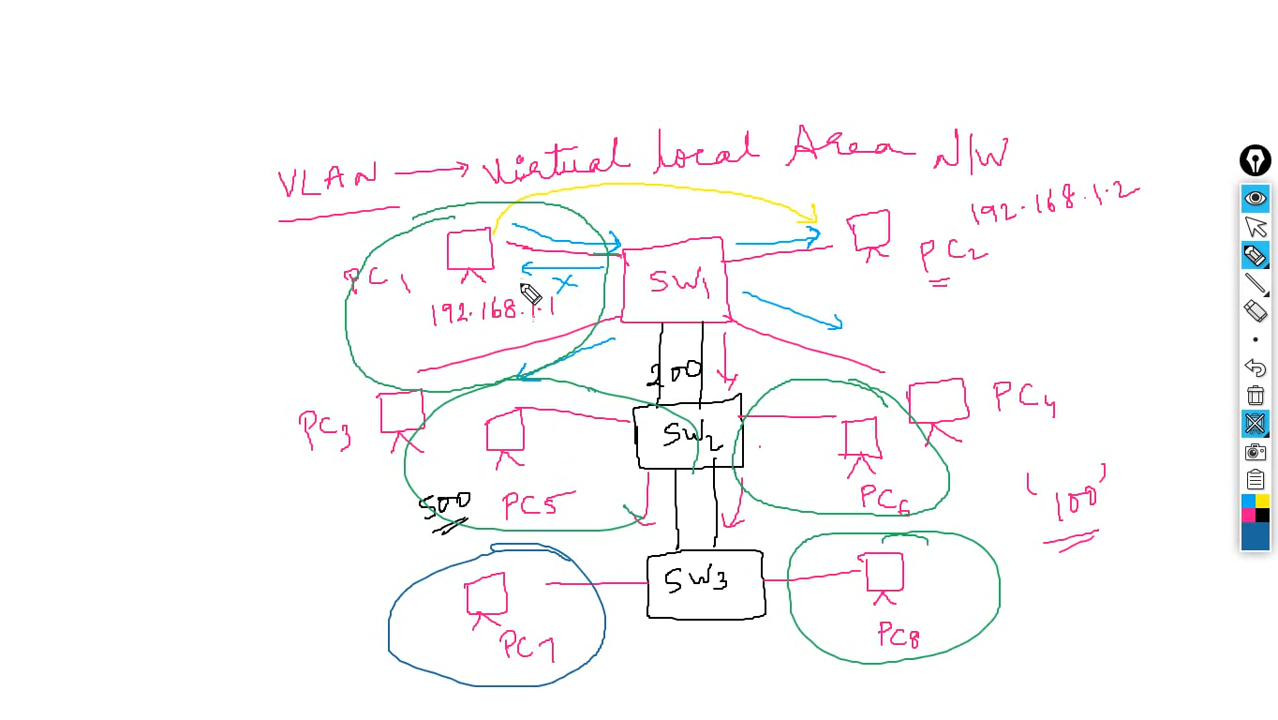 VLAN → Virtual Local Area N/W
192.168.1.2
PC1
SW1
PC2
192.168.1.1
x
200
PC3
PC4
SW2
500
PC5
PC6
'100'
SW3
PC7
PC8